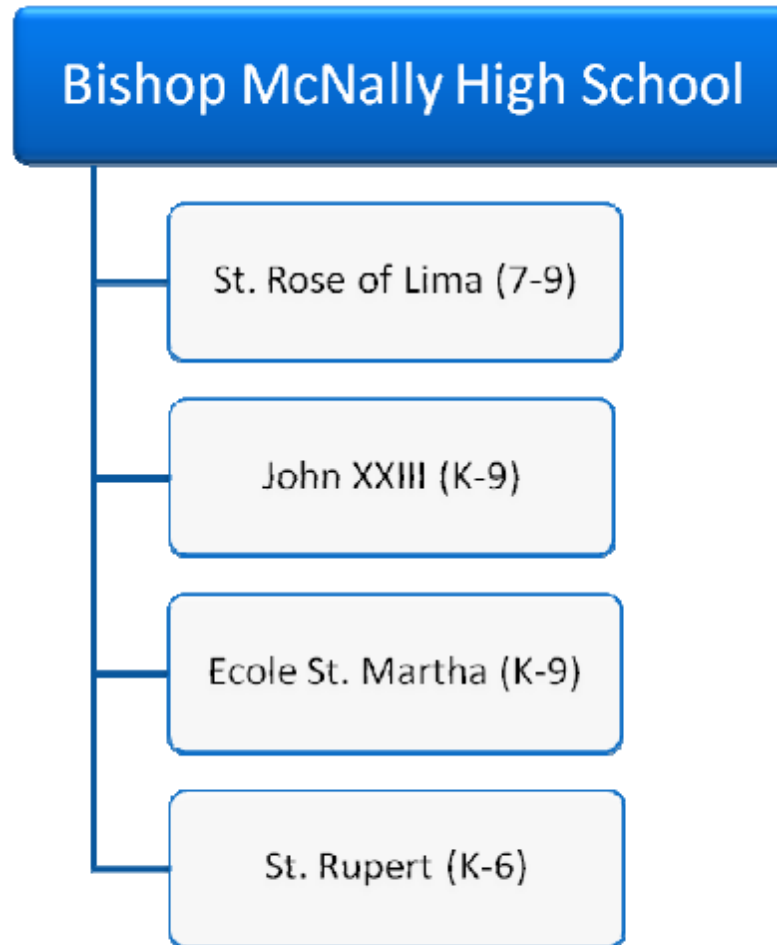 Bishop McNally High School
St. Rose of Lima (7-9)
John XXIII (K-9)
Ecole St. Martha (K-9)
St. Rupert (K-6)